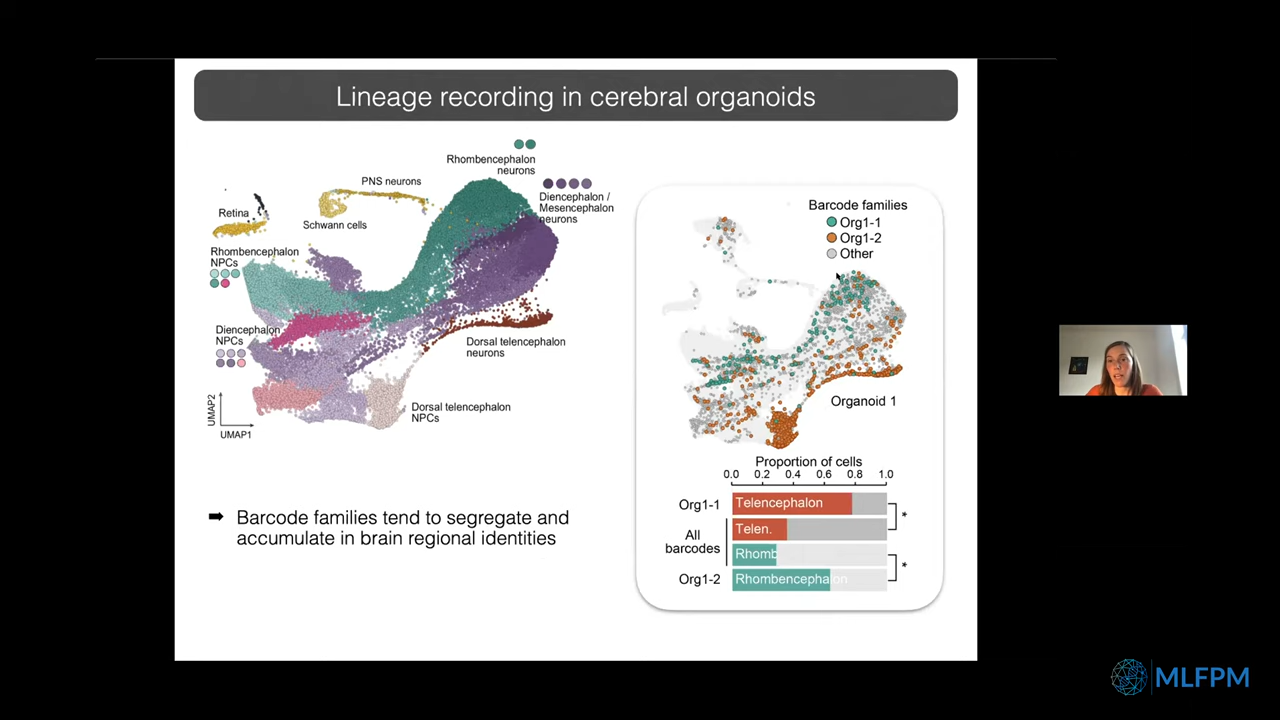 Lineage recording in cerebral organoids
Rhombencephalon
neurons
PNS neurons
Diencephalon /
Mesencephalon
neurons
Retina
Schwann cells
Rhombencephalon
NPCs
Diencephalon
NPCs
Dorsal telencephalon
neurons
Dorsal telencephalon
NPCs
UMAP2
UMAP1
Barcode families tend to segregate and
accumulate in brain regional identities
Barcode families
Org1-1
Org1-2
Other
Organoid 1
Proportion of cells
0.0 0.2 0.4 0.6 0.8 1.0
Org1-1 Telencephalon *
All
barcodes
Telen.
Rhomb
Org1-2 Rhombencephalon *
MLFPM